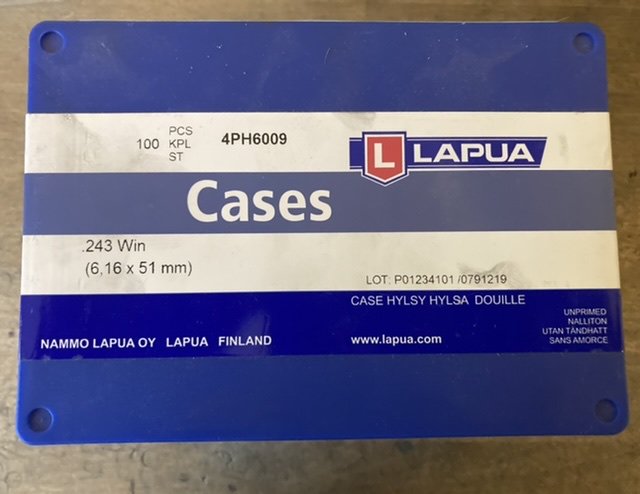 100 PCS KPL ST 4PH6009
L LAPUA
Cases
.243 Win
(6,16 x 51 mm)
LOT. P01234101 /0791219
CASE HYLSY HYLSA DOUILLE
UNPRIMED
NALLITON
UTAN TÄNDHATT
SANS AMORCE
NAMMO LAPUA OY LAPUA FINLAND
www.lapua.com